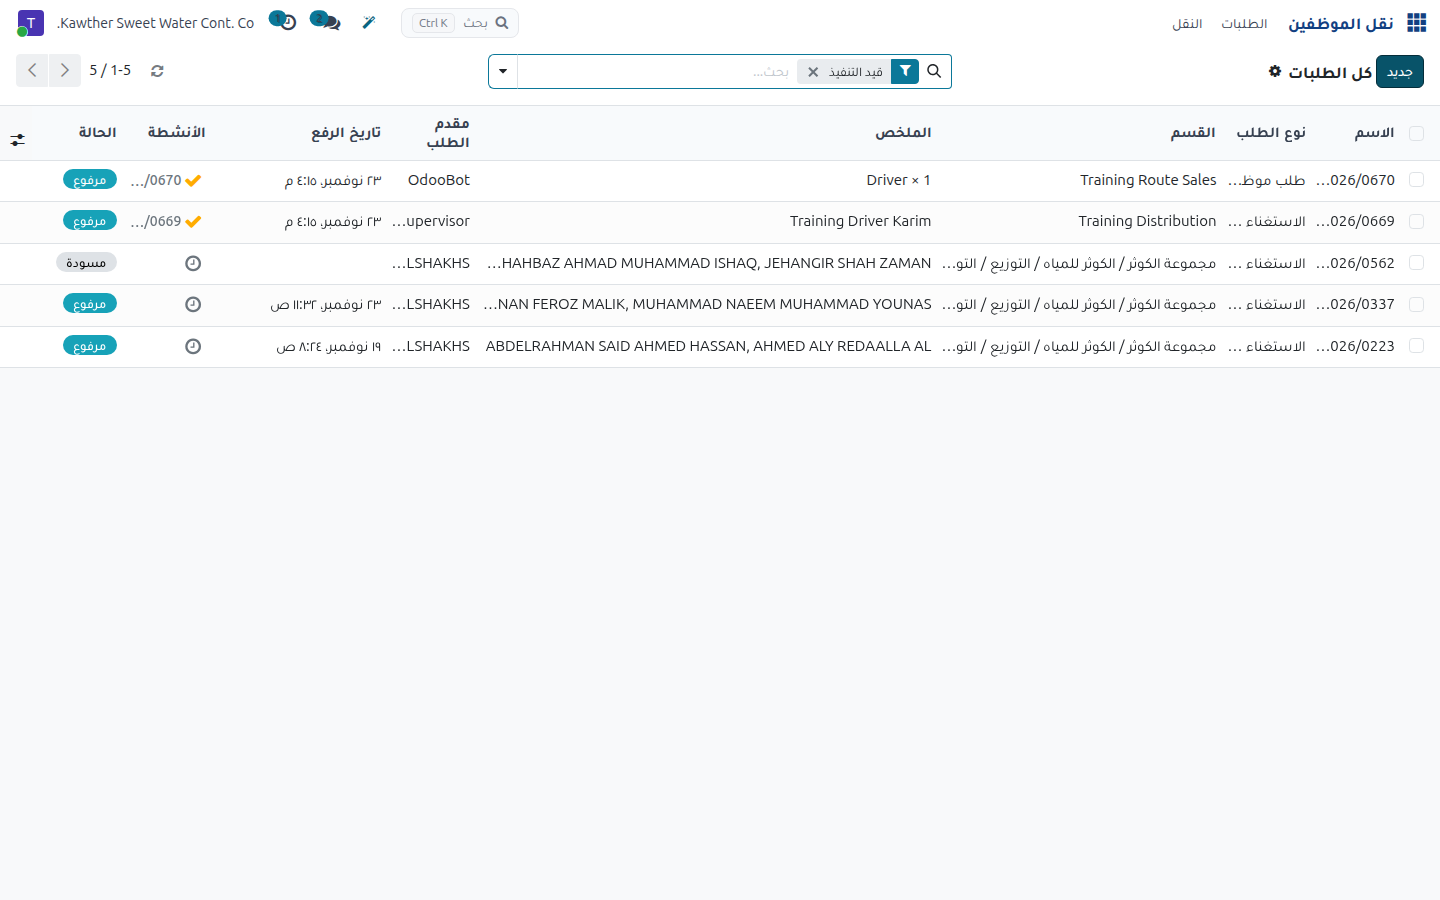 نقل الموظفين الطلبات النقل
بحث Ctrl K
2 1 Kawther Sweet Water Cont. Co. T
جديد كل الطلبات
قيد التنفيذ بحث...
5 / 1-5
الاسم نوع الطلب القسم الملخص مقدم الطلب تاريخ الرفع الأنشطة الحالة
...026/0670 طلب موظ... Training Route Sales Driver × 1 OdooBot ٢٣ نوفمبر، ٤:١٥ م .../0670 مرفوع
...026/0669 الاستغناء ... Training Distribution Training Driver Karim ...upervisor ٢٣ نوفمبر، ٤:١٥ م .../0669 مرفوع
...026/0562 الاستغناء ... مجموعة الكوثر / الكوثر للمياه / التوزيع / التو... ...HAHBAZ AHMAD MUHAMMAD ISHAQ, JEHANGIR SHAH ZAMAN ...LSHAKHS مسودة
...026/0337 الاستغناء ... مجموعة الكوثر / الكوثر للمياه / التوزيع / التو... ...NAN FEROZ MALIK, MUHAMMAD NAEEM MUHAMMAD YOUNAS ...LSHAKHS ٢٣ نوفمبر، ١١:٣٢ ص مرفوع
...026/0223 الاستغناء ... مجموعة الكوثر / الكوثر للمياه / التوزيع / التو... ABDELRAHMAN SAID AHMED HASSAN, AHMED ALY REDAALLA AL ...LSHAKHS ١٩ نوفمبر، ٨:٢٤ ص مرفوع